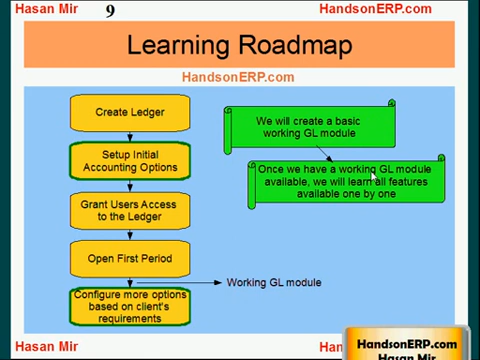 Hasan Mir
9
HandsonERP.com
Learning Roadmap
HandsonERP.com
Create Ledger
Setup Initial
Accounting Options
Grant Users Access
to the Ledger
Open First Period
Configure more options
based on client's
requirements
We will create a basic
working GL module
Once we have a working GL module
available, we will learn all features
available one by one
Working GL module
Hasan Mir
HandsonERP.com
Hasan Mir